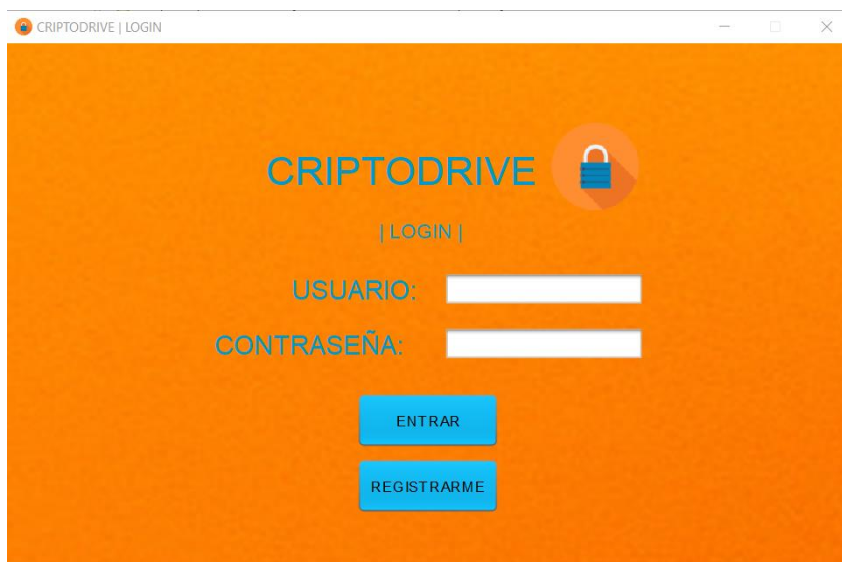 CRIPTODRIVE | LOGIN
CRIPTODRIVE
| LOGIN |
USUARIO:
CONTRASEÑA:
ENTRAR
REGISTRARME